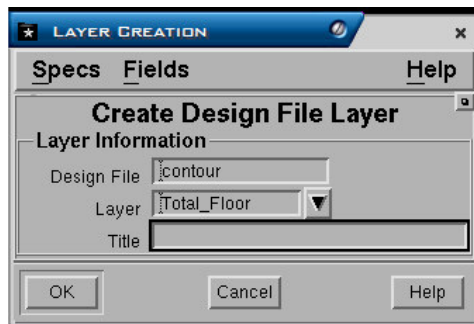 LAYER CREATION
Specs Fields Help
Create Design File Layer
Layer Information
Design File contour
Layer Total_Floor
Title
OK Cancel Help